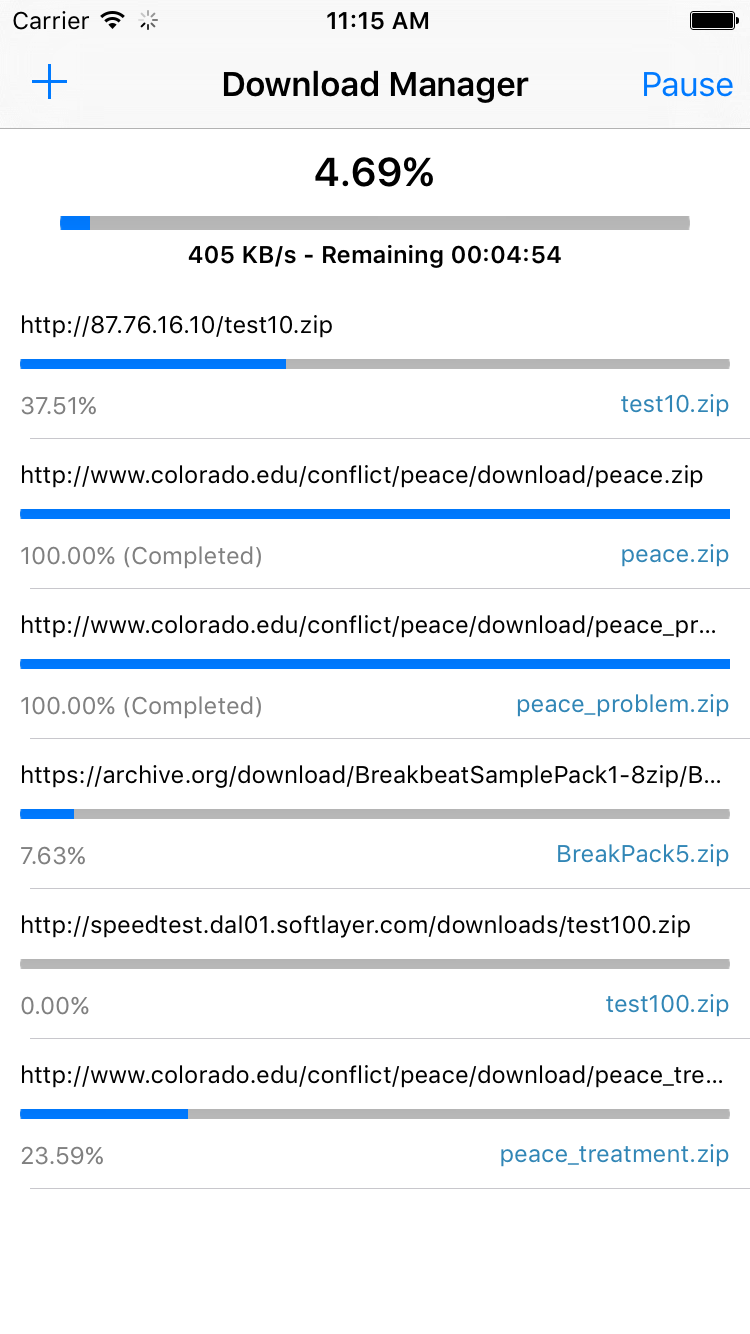 Carrier 11:15 AM
+ Download Manager Pause
4.69%
405 KB/s - Remaining 00:04:54
http://87.76.16.10/test10.zip
37.51% test10.zip
http://www.colorado.edu/conflict/peace/download/peace.zip
100.00% (Completed) peace.zip
http://www.colorado.edu/conflict/peace/download/peace_pr...
100.00% (Completed) peace_problem.zip
https://archive.org/download/BreakbeatSamplePack1-8zip/B...
7.63% BreakPack5.zip
http://speedtest.dal01.softlayer.com/downloads/test100.zip
0.00% test100.zip
http://www.colorado.edu/conflict/peace/download/peace_tre...
23.59% peace_treatment.zip